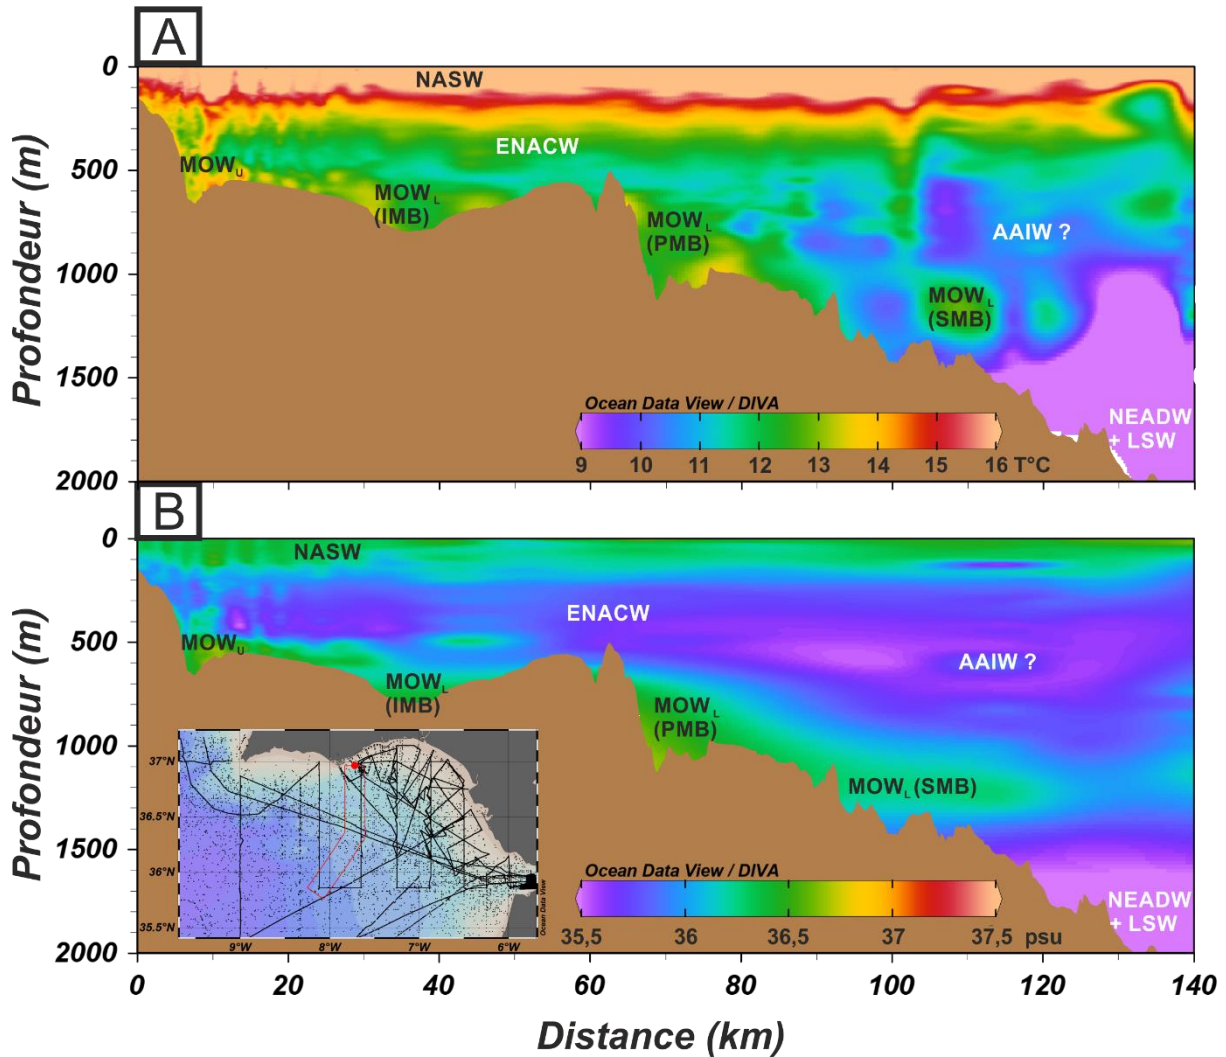 A
0
500
1000
1500
2000
Profondeur (m)
NASW
ENACW
MOWU
MOWL
(IMB)
MOWL
(PMB)
AAIW ?
MOWL
(SMB)
Ocean Data View / DIVA
9 10 11 12 13 14 15 16 T°C
NEADW
+ LSW
B
0
500
1000
1500
2000
Profondeur (m)
NASW
ENACW
MOWU
AAIW ?
MOWL
(IMB)
MOWL
(PMB)
MOWL (SMB)
37°N
36.5°N
36°N
35.5°N
9°W 8°W 7°W 6°W
Ocean Data View
Ocean Data View / DIVA
35,5 36 36,5 37 37,5 psu
NEADW
+ LSW
0 20 40 60 80 100 120 140
Distance (km)